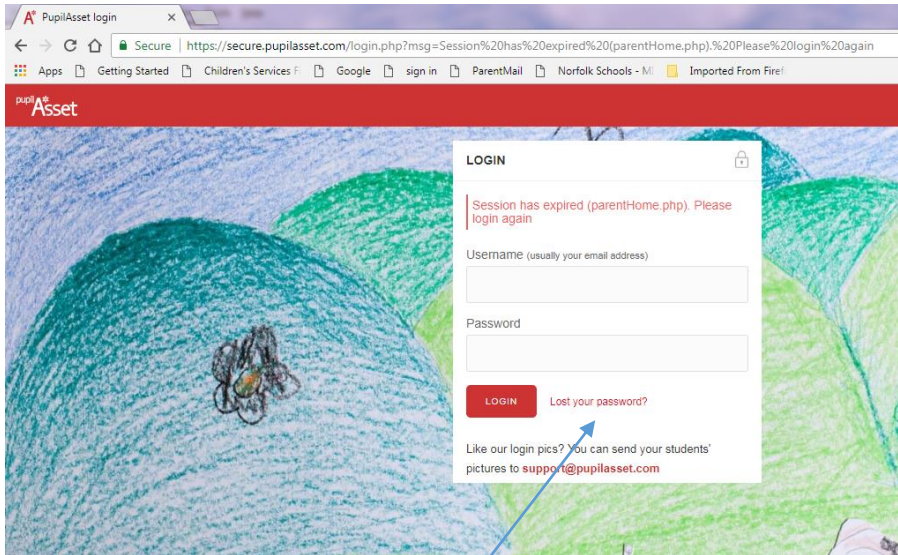 PupilAsset login
Secure | https://secure.pupilasset.com/login.php?msg=Session%20has%20expired%20(parentHome.php).%20Please%20login%20again
Apps Getting Started Children's Services F Google sign in ParentMail Norfolk Schools - M Imported From Firef
pupil Asset
LOGIN
Session has expired (parentHome.php). Please
login again
Username (usually your email address)
Password
LOGIN Lost your password?
Like our login pics? You can send your students'
pictures to support@pupilasset.com